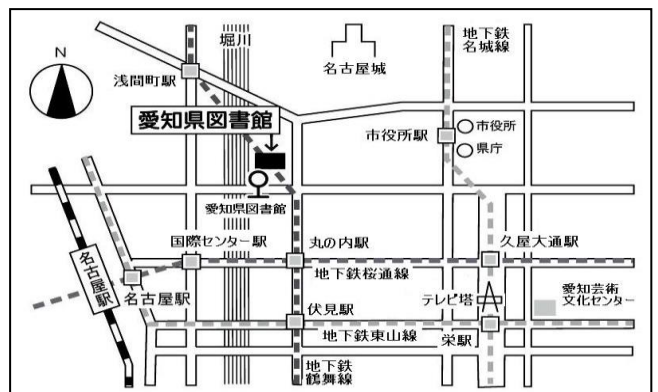 N
堀川
地下鉄
名城線
名古屋城
浅間町駅
愛知県図書館
市役所駅
市役所
県庁
愛知県図書館
国際センター駅
丸の内駅
久屋大通駅
地下鉄桜通線
名古屋駅
名古屋駅
テレビ塔
愛知芸術
文化センター
伏見駅
地下鉄東山線
栄駅
地下鉄
鶴舞線